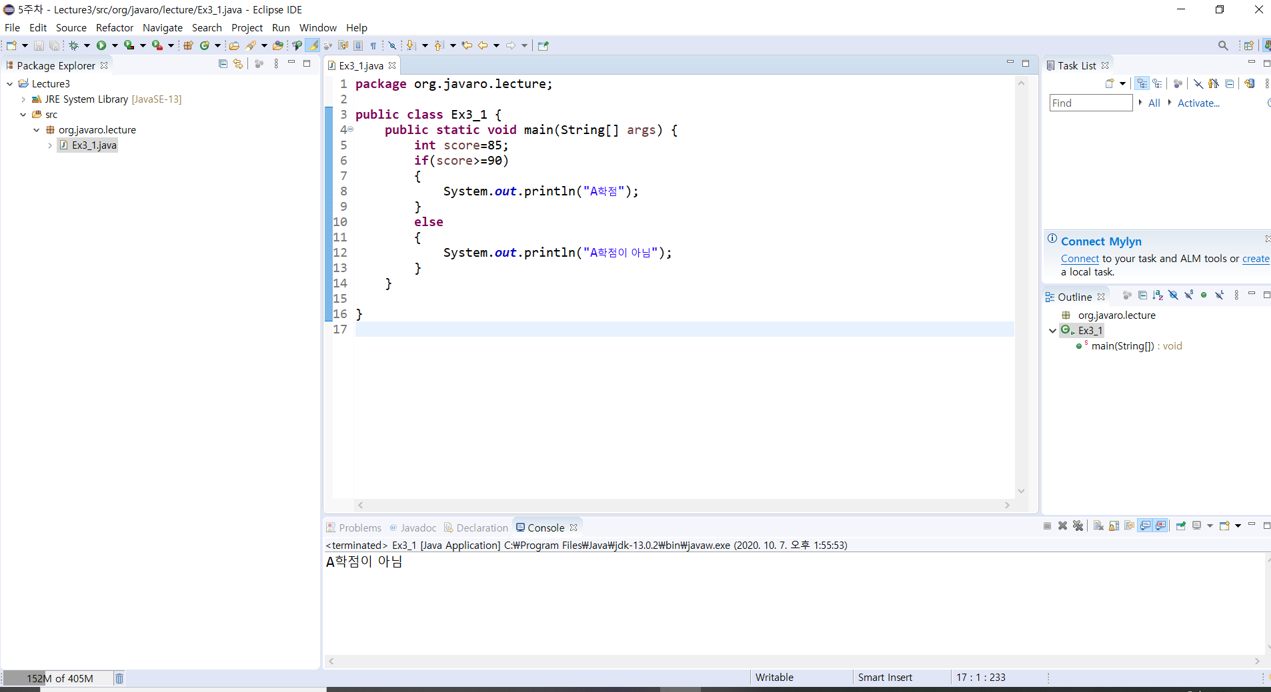 5주차 - Lecture3/src/org/javaro/lecture/Ex3_1.java - Eclipse IDE
File Edit Source Refactor Navigate Search Project Run Window Help
Package Explorer
Lecture3
JRE System Library [JavaSE-13]
src
org.javaro.lecture
Ex3_1.java
Ex3_1.java
1 package org.javaro.lecture;
2
3 public class Ex3_1 {
4     public static void main(String[] args) {
5         int score=85;
6         if(score>=90)
7         {
8             System.out.println("A학점");
9         }
10         else
11         {
12             System.out.println("A학점이 아님");
13         }
14     }
15
16 }
17
Task List
Find All Activate...
Connect Mylyn
Connect to your task and ALM tools or create
a local task.
Outline
org.javaro.lecture
Ex3_1
main(String[]) : void
Problems Javadoc Declaration Console
<terminated> Ex3_1 [Java Application] C:₩Program Files₩Java₩jdk-13.0.2₩bin₩javaw.exe (2020. 10. 7. 오후 1:55:53)
A학점이 아님
152M of 405M Writable Smart Insert 17 : 1 : 233